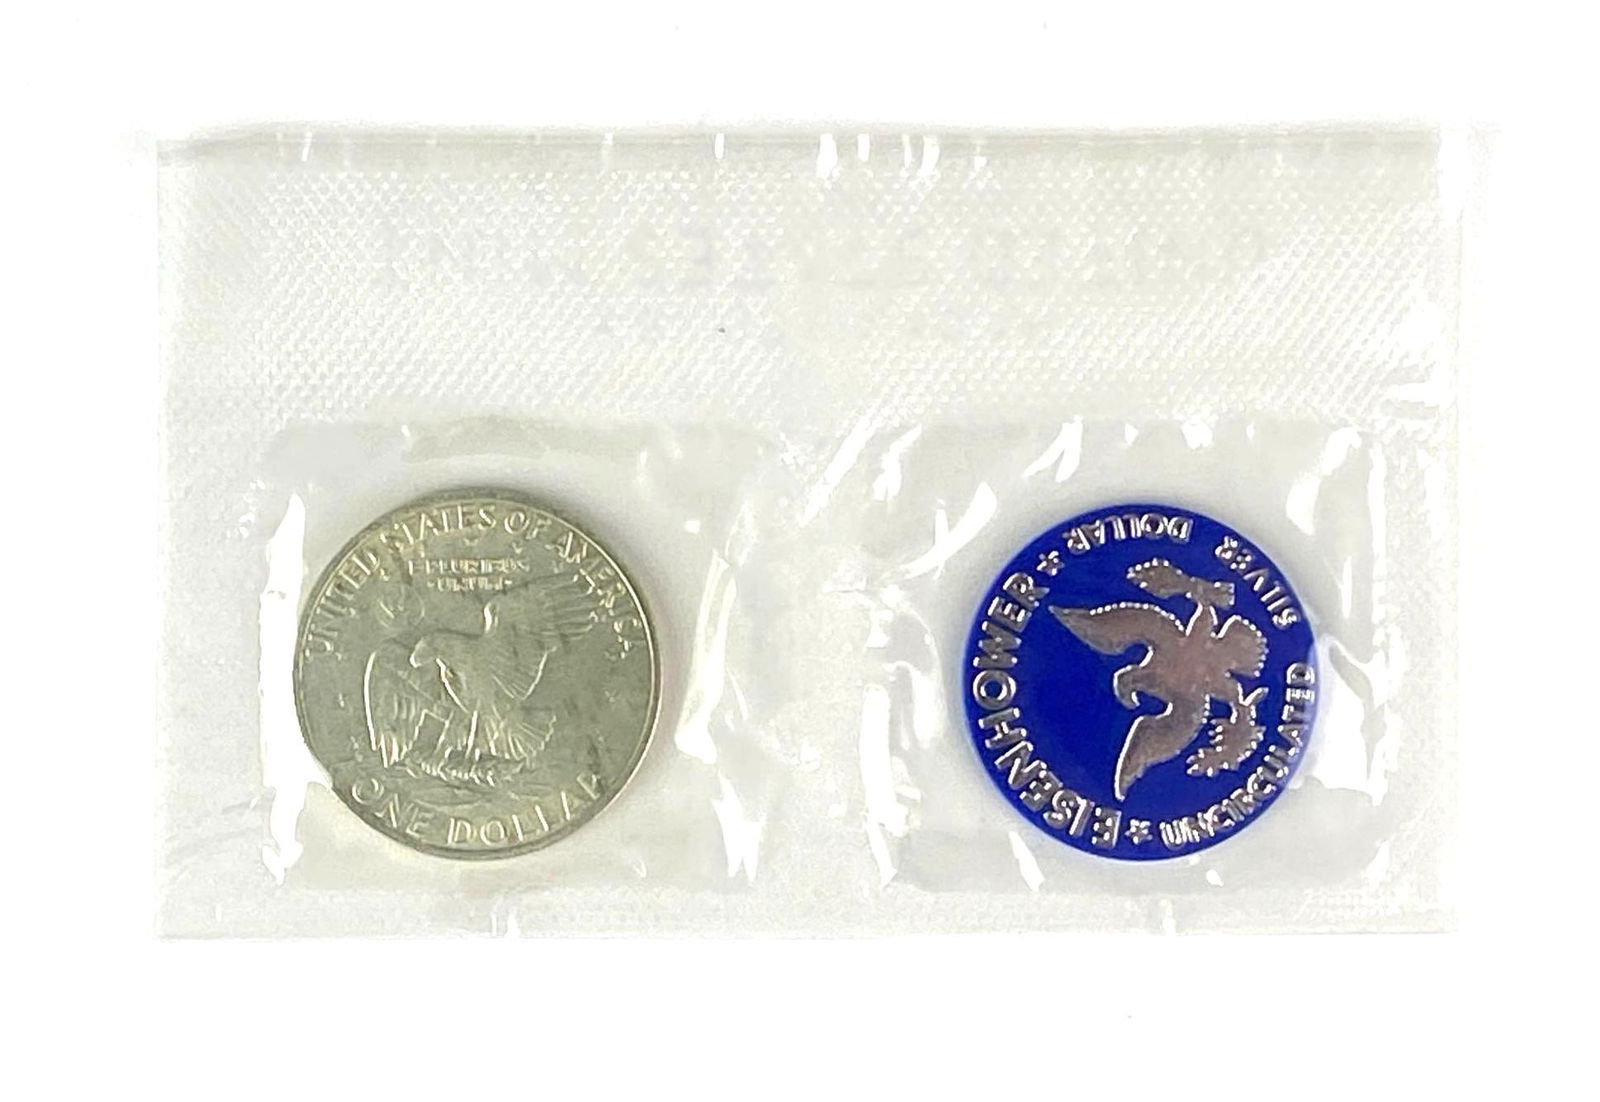 UNITED STATES OF AMERICA
E PLURIBUS
UNUM
ONE DOLLAR
EISENHOWER
UNCIRCULATED
SILVER DOLLAR